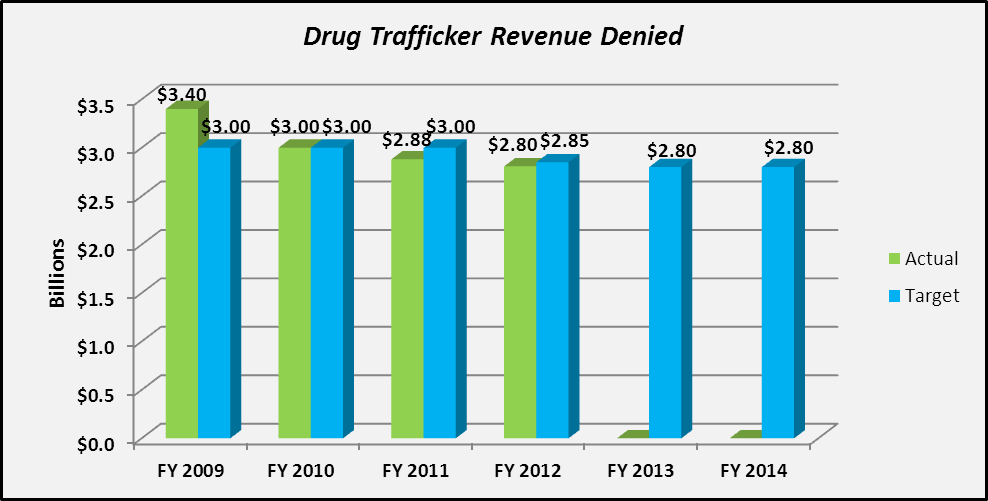 Drug Trafficker Revenue Denied
Billions
$3.5
$3.0
$2.5
$2.0
$1.5
$1.0
$0.5
$0.0
$3.40
$3.00
$3.00
$3.00
$2.88
$3.00
$2.80
$2.85
$2.80
$2.80
FY 2009
FY 2010
FY 2011
FY 2012
FY 2013
FY 2014
Actual
Target